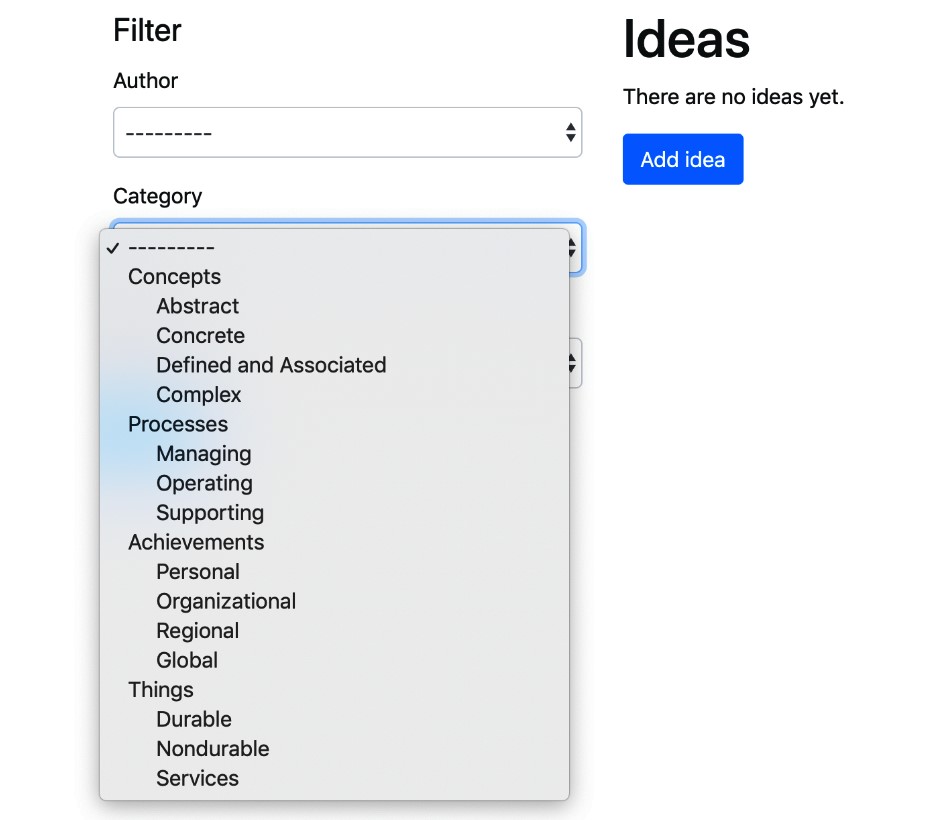 Filter
Author
---------
Category
---------
Concepts
Abstract
Concrete
Defined and Associated
Complex
Processes
Managing
Operating
Supporting
Achievements
Personal
Organizational
Regional
Global
Things
Durable
Nondurable
Services
Ideas
There are no ideas yet.
Add idea